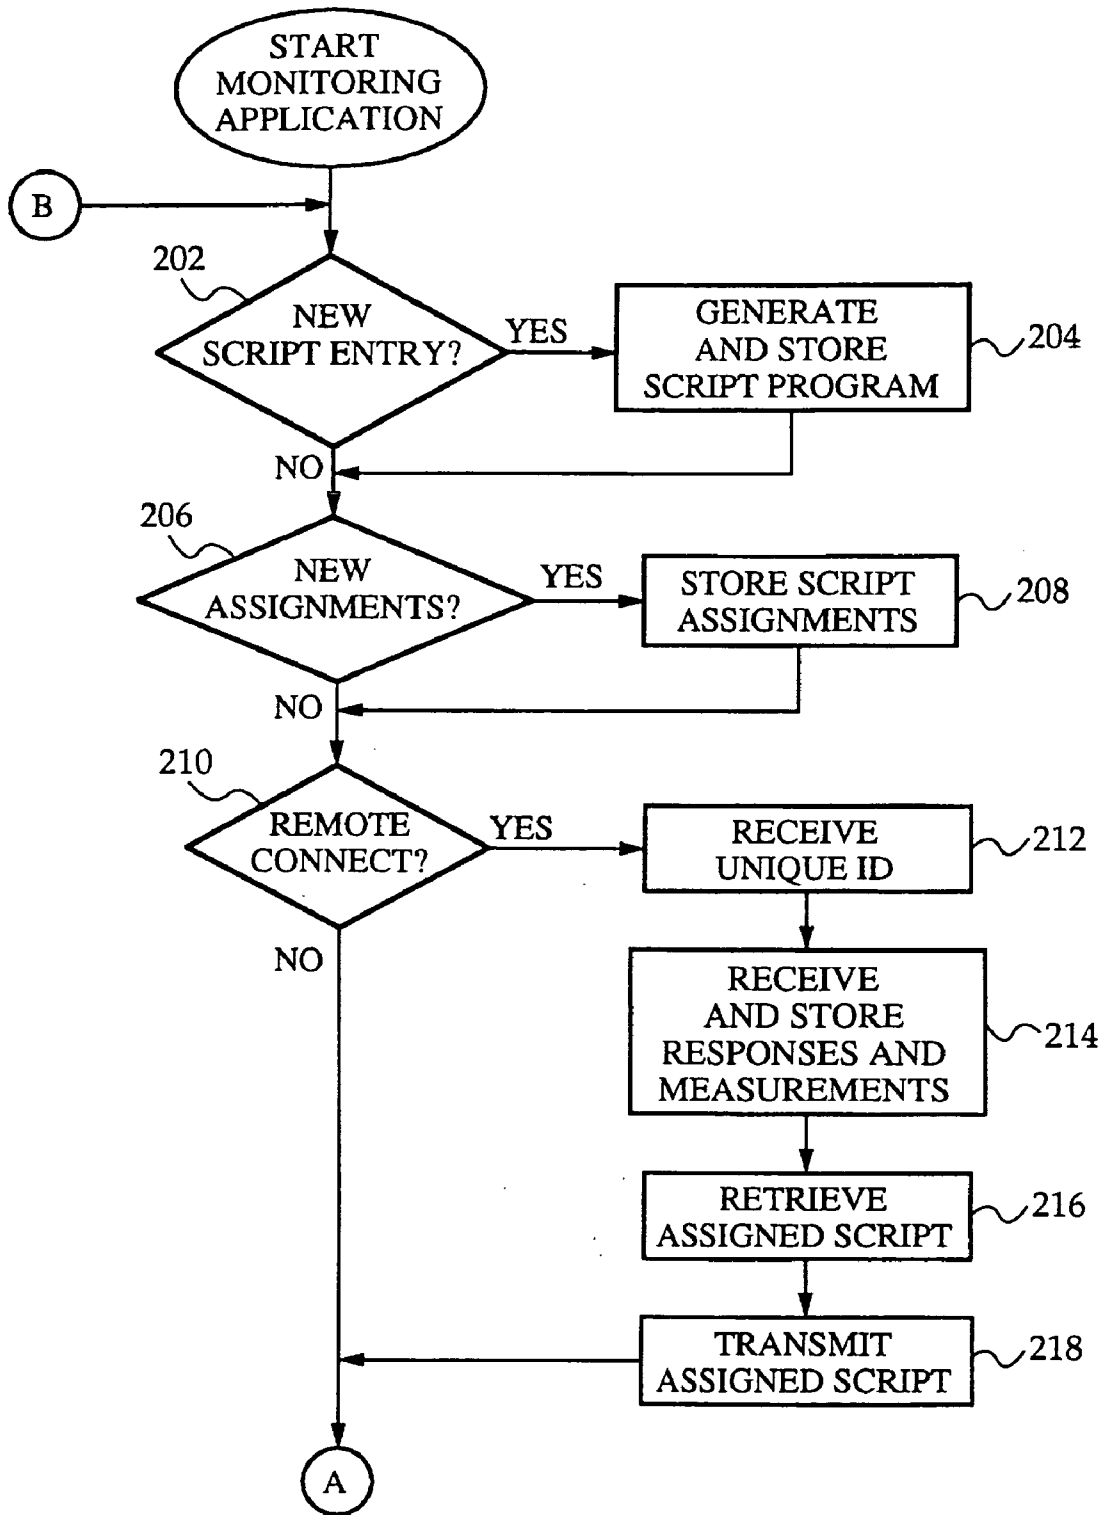 START
MONITORING
APPLICATION
B
202
NEW
SCRIPT ENTRY?
YES
GENERATE
AND STORE
SCRIPT PROGRAM
204
NO
206
NEW
ASSIGNMENTS?
YES
STORE SCRIPT
ASSIGNMENTS
208
NO
210
REMOTE
CONNECT?
YES
RECEIVE
UNIQUE ID
212
NO
RECEIVE
AND STORE
RESPONSES AND
MEASUREMENTS
214
RETRIEVE
ASSIGNED SCRIPT
216
TRANSMIT
ASSIGNED SCRIPT
218
A